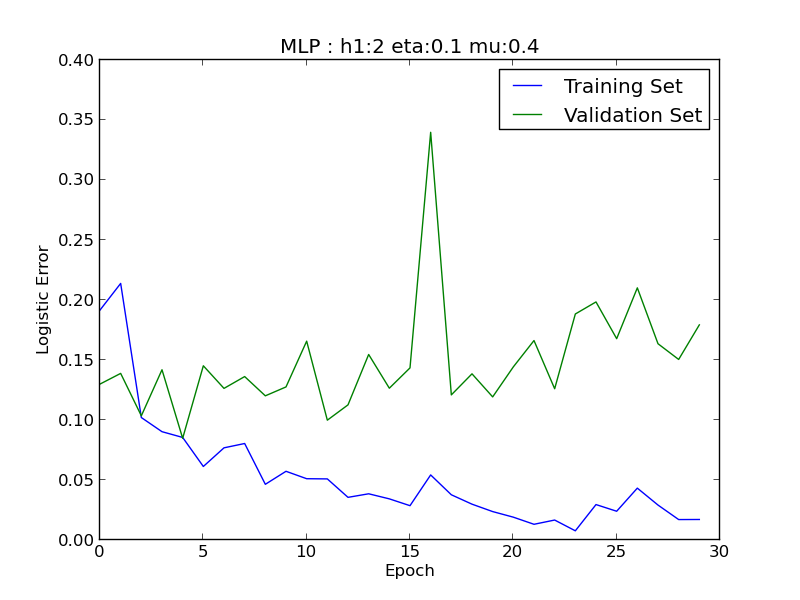 MLP : h1:2 eta:0.1 mu:0.4
0.40
0.35
0.30
0.25
0.20
0.15
0.10
0.05
0.00
Logistic Error
Training Set
Validation Set
0 5 10 15 20 25 30
Epoch